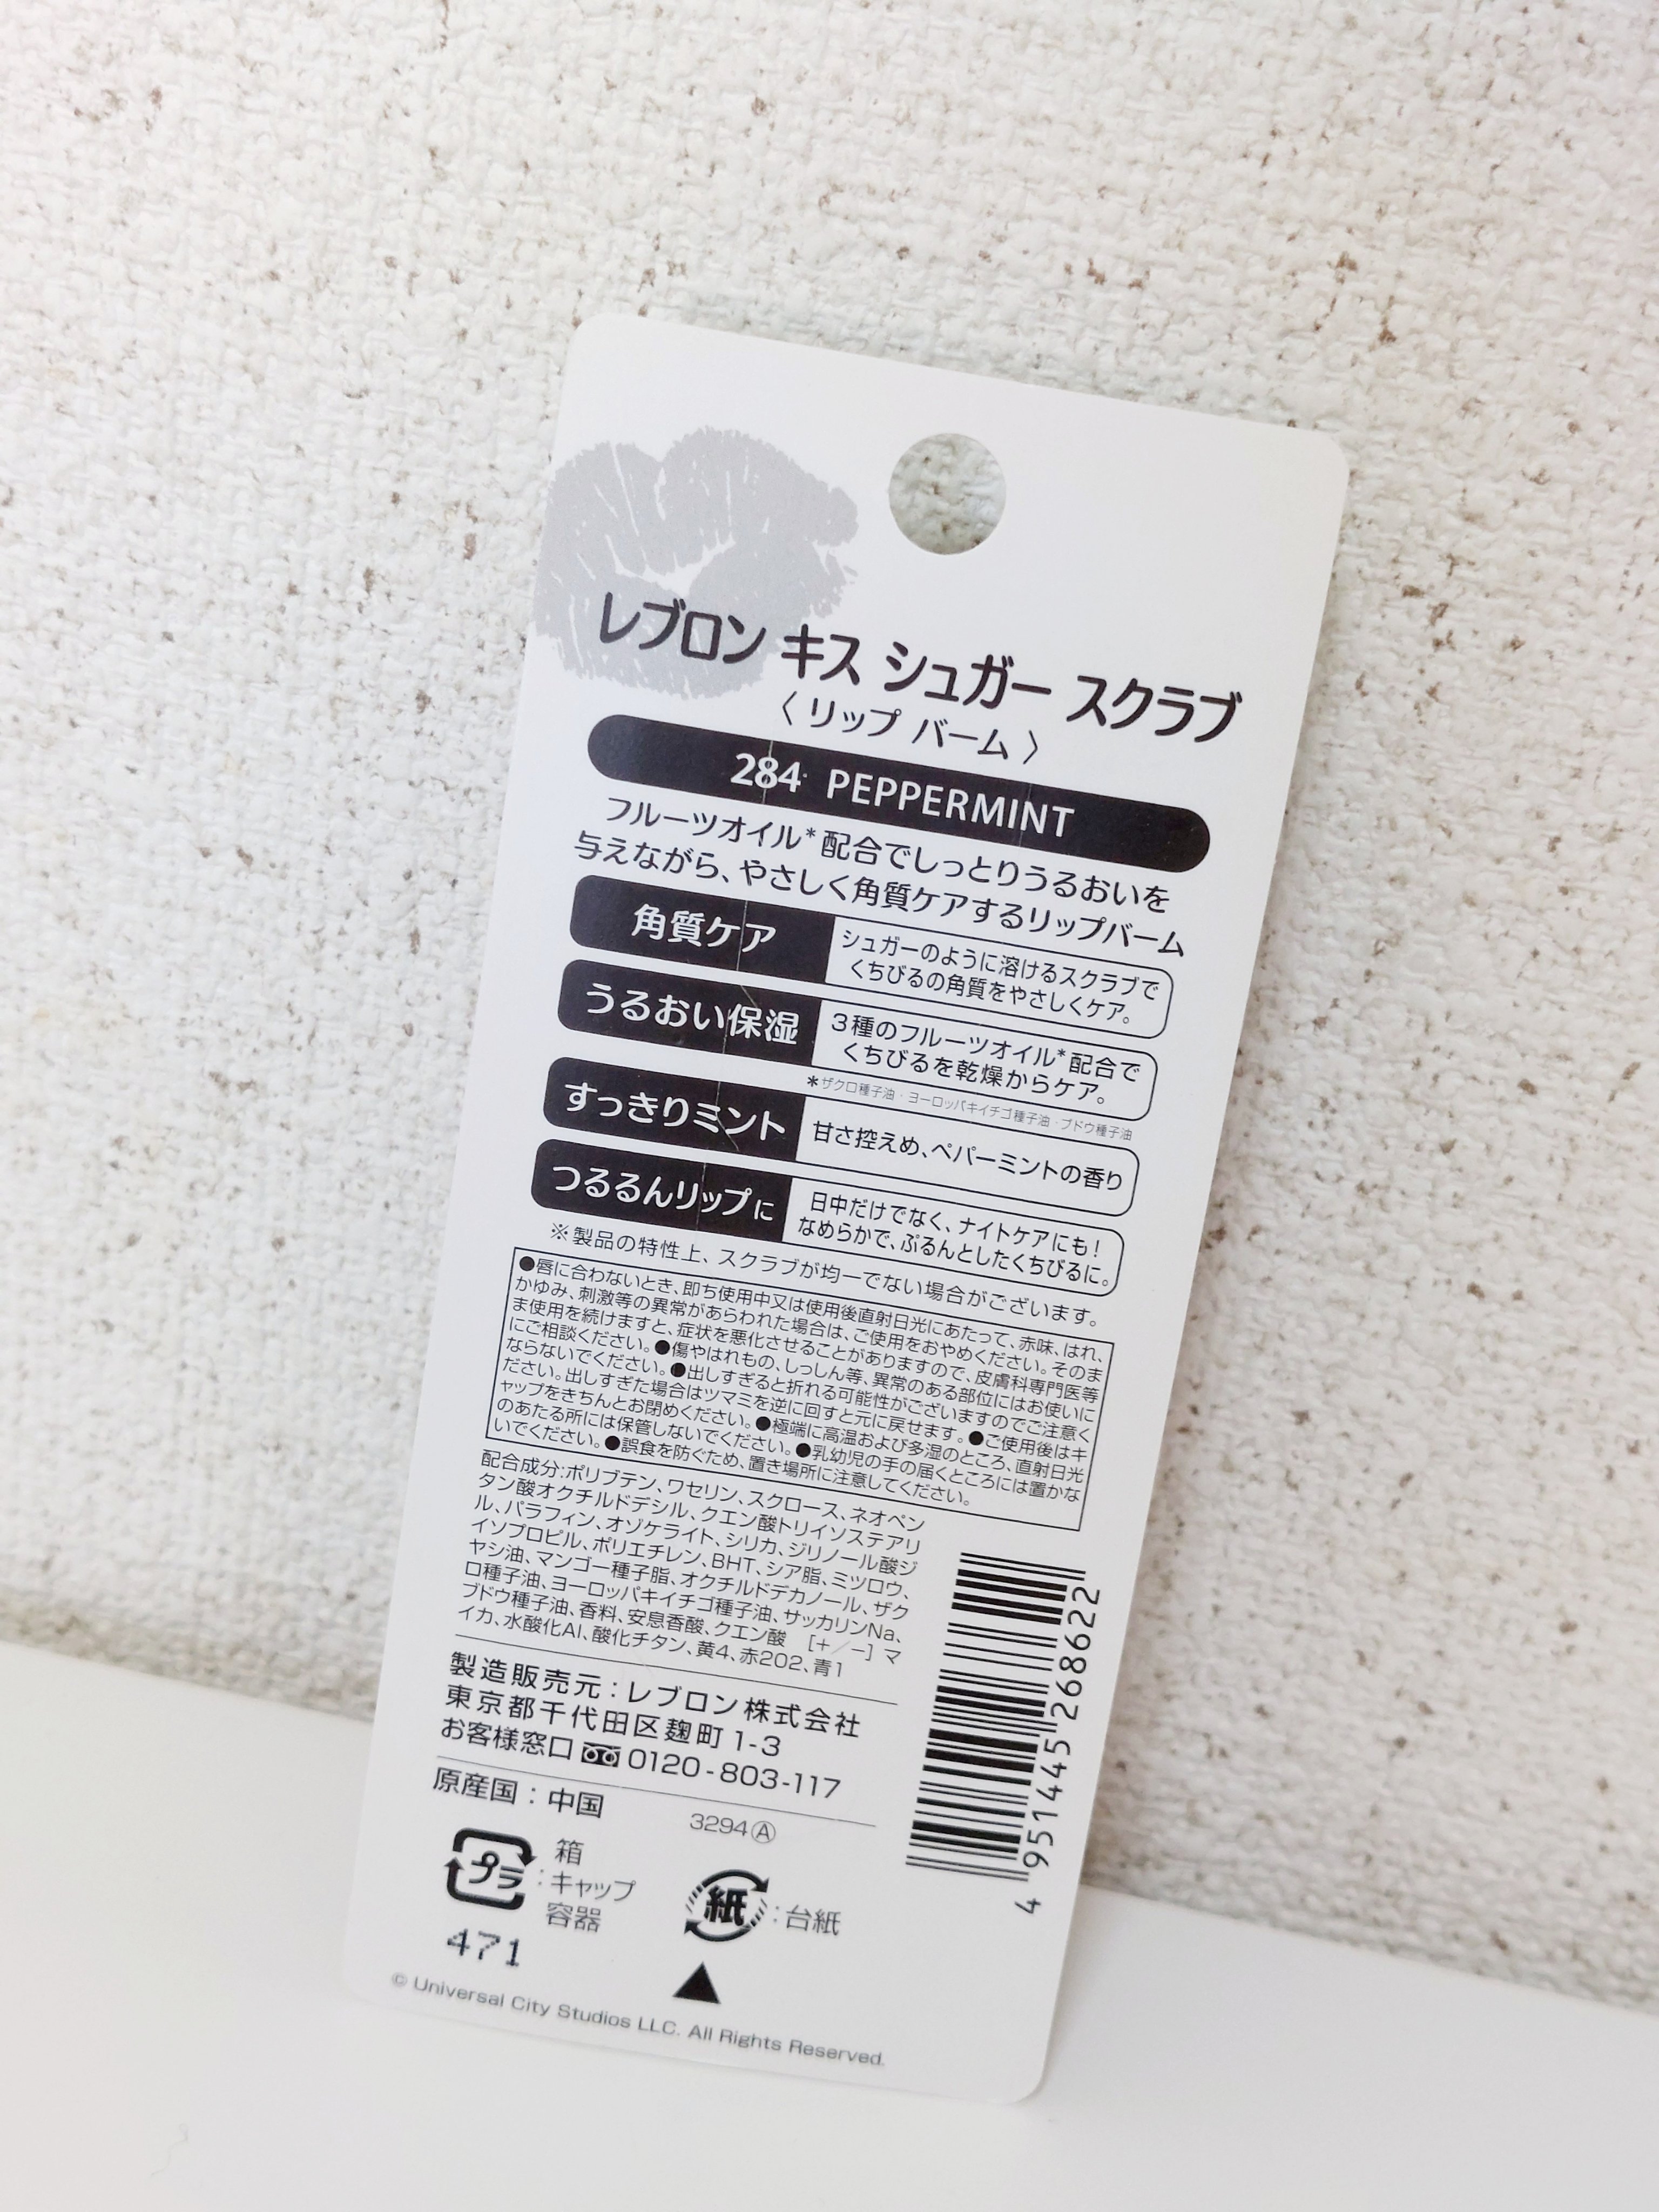 レブロン キス シュガー スクラブ
〈 リップ バーム 〉
284 PEPPERMINT
フルーツオイル*配合でしっとりうるおいを
与えながら、やさしく角質ケアするリップバーム
角質ケア
シュガーのように溶けるスクラブで
くちびるの角質をやさしくケア。
うるおい保湿
3種のフルーツオイル*配合で
くちびるを乾燥からケア。
*ザクロ種子油・ヨーロッパキイチゴ種子油・ブドウ種子油
すっきりミント
甘さ控えめ、ペパーミントの香り
つるるんリップに
日中だけでなく、ナイトケアにも!
なめらかで、ぷるんとしたくちびるに。
※製品の特性上、スクラブが均一でない場合がございます。
●唇に合わないとき、即ち使用中又は使用後直射日光にあたって、赤味、はれ、
かゆみ、刺激等の異常があらわれた場合は、ご使用をおやめください。そのま
ま使用を続けますと、症状を悪化させることがありますので、皮膚科専門医等
にご相談ください。●傷やはれもの、しっしん等、異常のある部位にはお使いに
ならないでください。●出しすぎると折れる可能性がございますのでご注意く
ださい。出しすぎた場合はツマミを逆に回すと元に戻せます。●ご使用後はキ
ャップをきちんとお閉めください。●極端に高温および多湿のところ、直射日光
のあたる所には保管しないでください。●乳幼児の手の届くところには置かな
いでください。●誤食を防ぐため、置き場所に注意してください。
配合成分:ポリブテン、ワセリン、スクロース、ネオペン
タン酸オクチルドデシル、クエン酸トリイソステアリ
ル、パラフィン、オゾケライト、シリカ、ジリノール酸ジ
イソプロピル、ポリエチレン、BHT、シア脂、ミツロウ、
ヤシ油、マンゴー種子脂、オクチルドデカノール、ザク
ロ種子油、ヨーロッパキイチゴ種子油、サッカリンNa、
ブドウ種子油、香料、安息香酸、クエン酸 [+/−] マ
イカ、水酸化Al、酸化チタン、黄4、赤202、青1
製造販売元:レブロン株式会社
東京都千代田区麹町1-3
お客様窓口 0120-803-117
原産国:中国
3294Ⓐ
プラ
:
箱
キャップ
容器
紙 :台紙
471
4 951445 268622
© Universal City Studios LLC. All Rights Reserved.